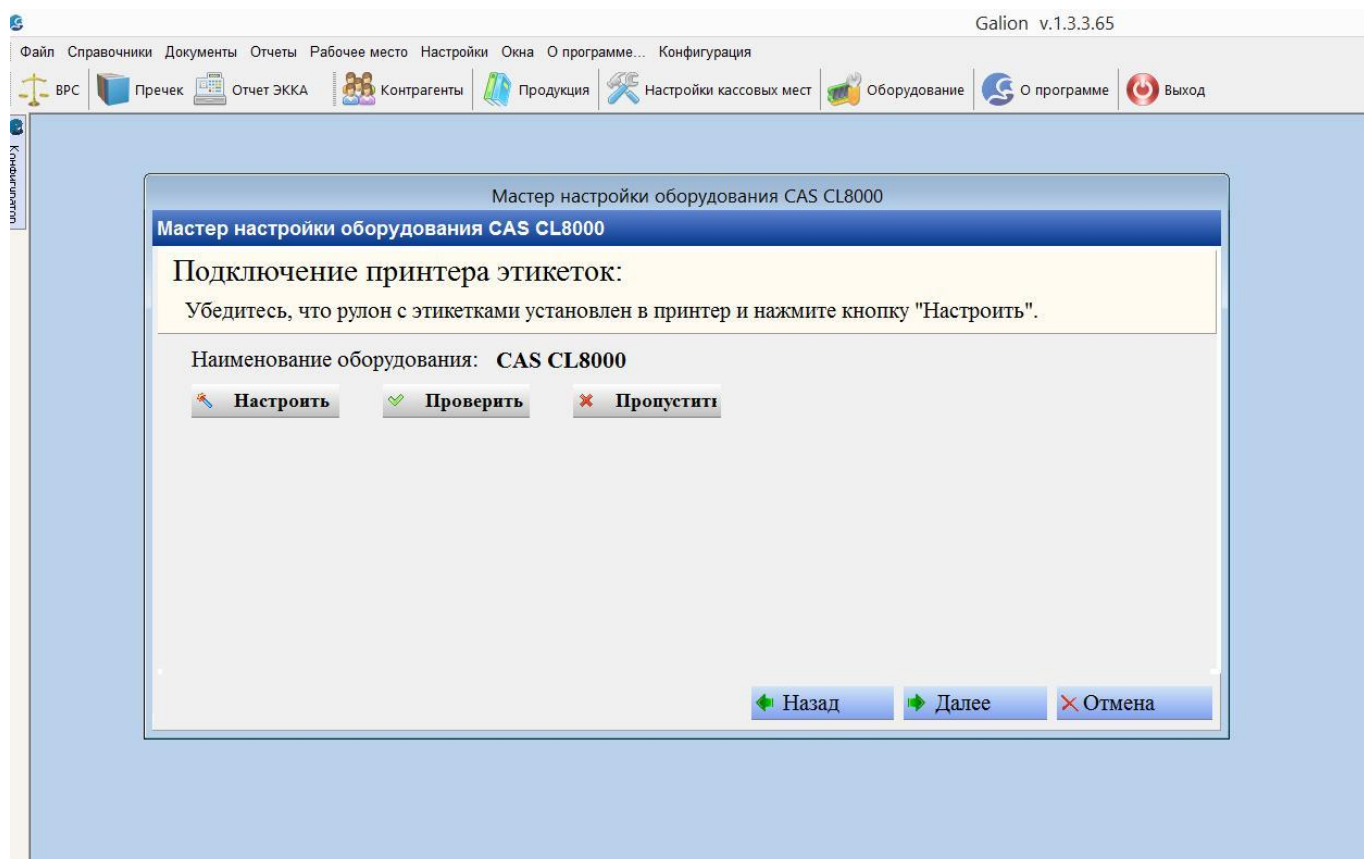 Galion v.1.3.3.65
Файл Справочники Документы Отчеты Рабочее место Настройки Окна О программе... Конфигурация
ВРС Пречек Отчет ЭККА Контрагенты Продукция Настройки кассовых мест Оборудование О программе Выход
Конфигуратор
Мастер настройки оборудования CAS CL8000
Мастер настройки оборудования CAS CL8000
Подключение принтера этикеток:
Убедитесь, что рулон с этикетками установлен в принтер и нажмите кнопку "Настроить".
Наименование оборудования: CAS CL8000
Настроить Проверить Пропустить
Назад Далее Отмена